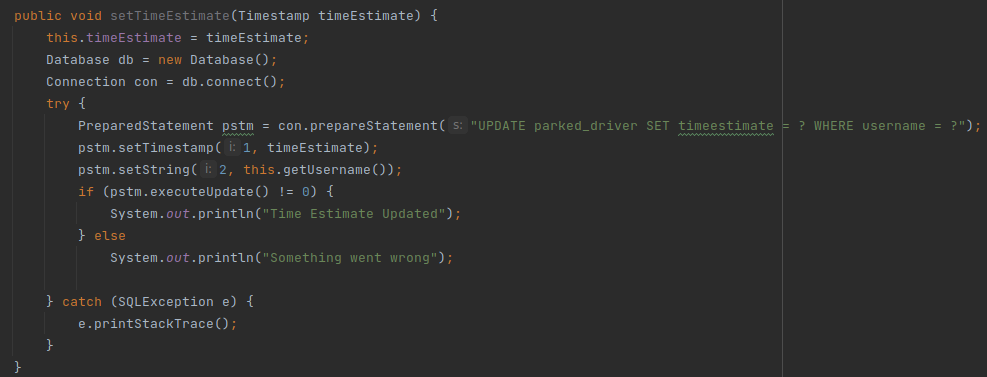 public void setTimeEstimate(Timestamp timeEstimate) {
    this.timeEstimate = timeEstimate;
    Database db = new Database();
    Connection con = db.connect();
    try {
        PreparedStatement pstm = con.prepareStatement( s: "UPDATE parked_driver SET timeestimate = ? WHERE username = ?");
        pstm.setTimestamp( i: 1, timeEstimate);
        pstm.setString( i: 2, this.getUsername());
        if (pstm.executeUpdate() != 0) {
            System.out.println("Time Estimate Updated");
        } else
            System.out.println("Something went wrong");
    } catch (SQLException e) {
        e.printStackTrace();
    }
}